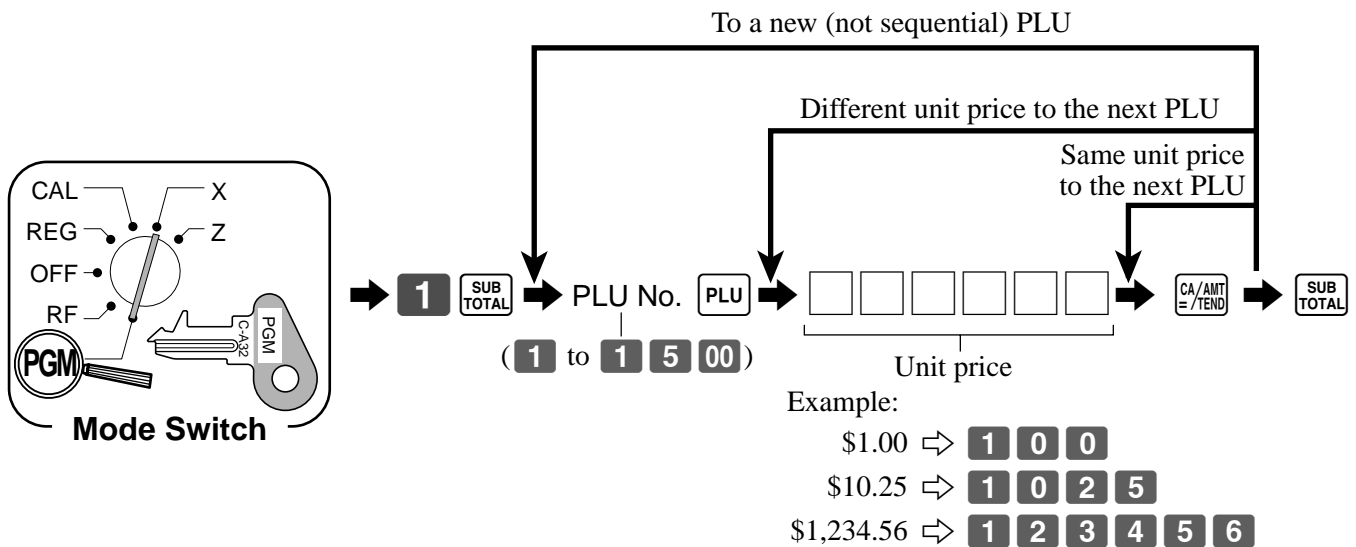 To a new (not sequential) PLU
Different unit price to the next PLU
Same unit price
to the next PLU
CAL X
REG Z
OFF
RF
PGM
PGM
C-A32
Mode Switch
1 SUB TOTAL PLU No. PLU CA/AMT =/TEND SUB TOTAL
(1 to 1 5 00)
Unit price
Example:
$1.00 ⇨ 1 0 0
$10.25 ⇨ 1 0 2 5
$1,234.56 ⇨ 1 2 3 4 5 6